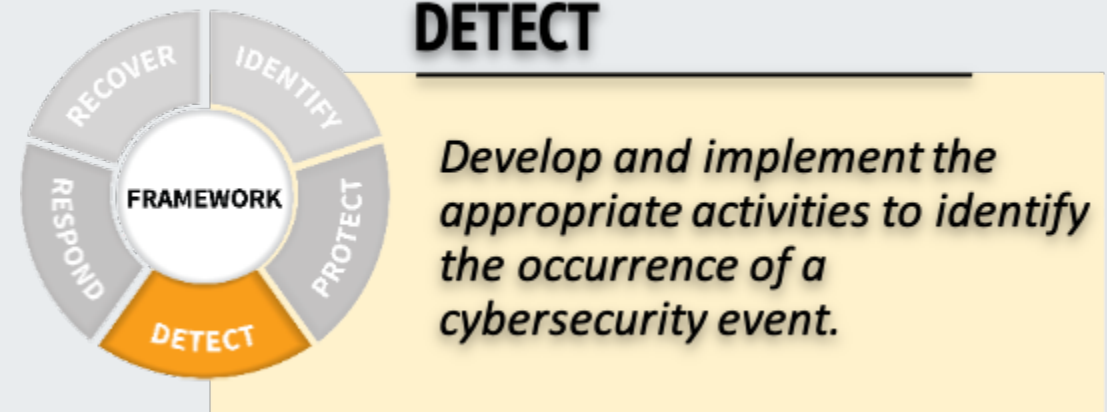 DETECT
RECOVER
IDENTIFY
FRAMEWORK
RESPOND
PROTECT
DETECT
Develop and implement the
appropriate activities to identify
the occurrence of a
cybersecurity event.